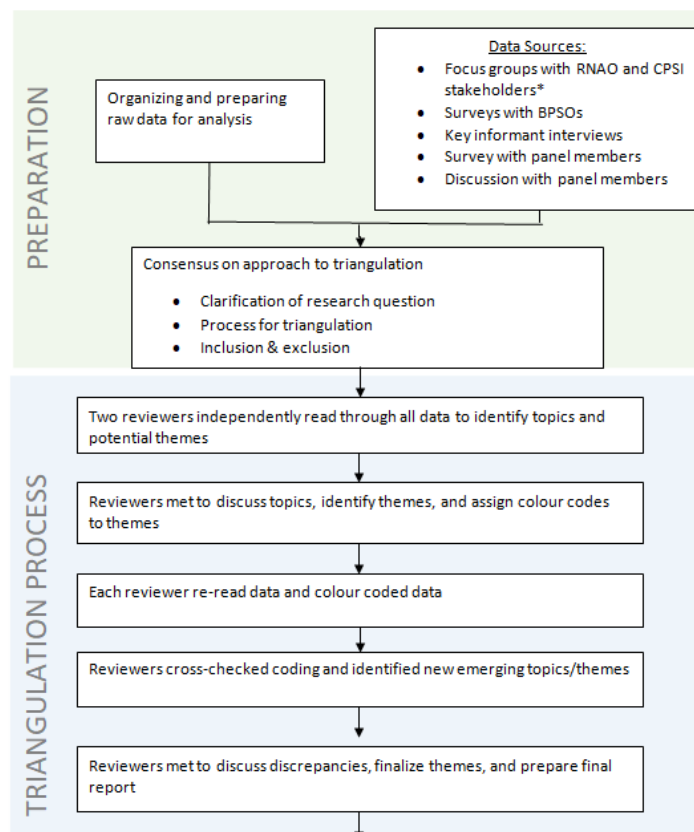 PREPARATION
Organizing and preparing
raw data for analysis
Data Sources:
• Focus groups with RNAO and CPSI
stakeholders*
• Surveys with BPSOs
• Key informant interviews
• Survey with panel members
• Discussion with panel members
Consensus on approach to triangulation
• Clarification of research question
• Process for triangulation
• Inclusion & exclusion
TRIANGULATION PROCESS
Two reviewers independently read through all data to identify topics and
potential themes
Reviewers met to discuss topics, identify themes, and assign colour codes
to themes
Each reviewer re-read data and colour coded data
Reviewers cross-checked coding and identified new emerging topics/themes
Reviewers met to discuss discrepancies, finalize themes, and prepare final
report